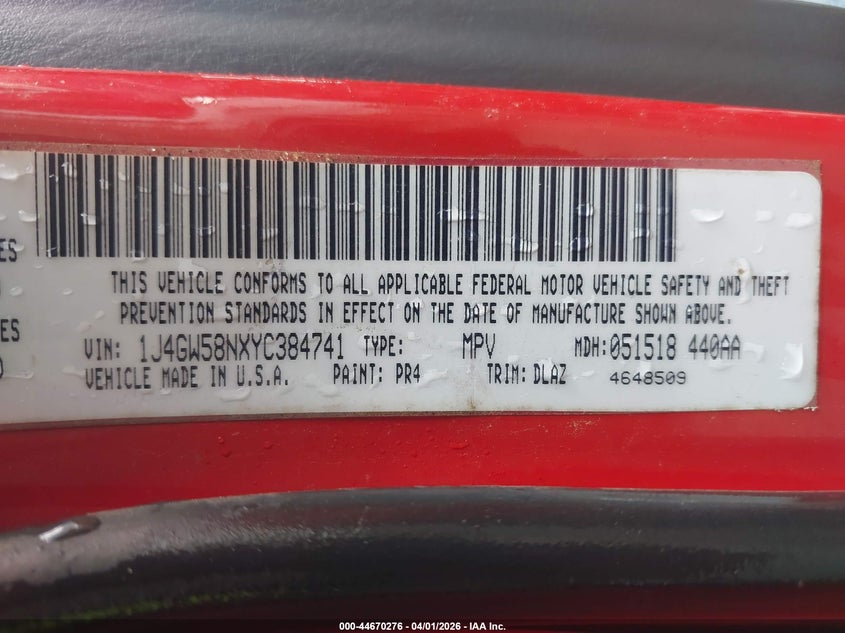 ES
THIS VEHICLE CONFORMS TO ALL APPLICABLE FEDERAL MOTOR VEHICLE SAFETY AND THEFT
PREVENTION STANDARDS IN EFFECT ON THE DATE OF MANUFACTURE SHOWN ABOVE.
ES
VIN: 1J4GW58NXYC384741 TYPE: MPV MDH: 051518 440AA
VEHICLE MADE IN U.S.A. PAINT: PR4 TRIM: DLAZ 4648509
000-44670276 - 04/01/2026 - IAA Inc.